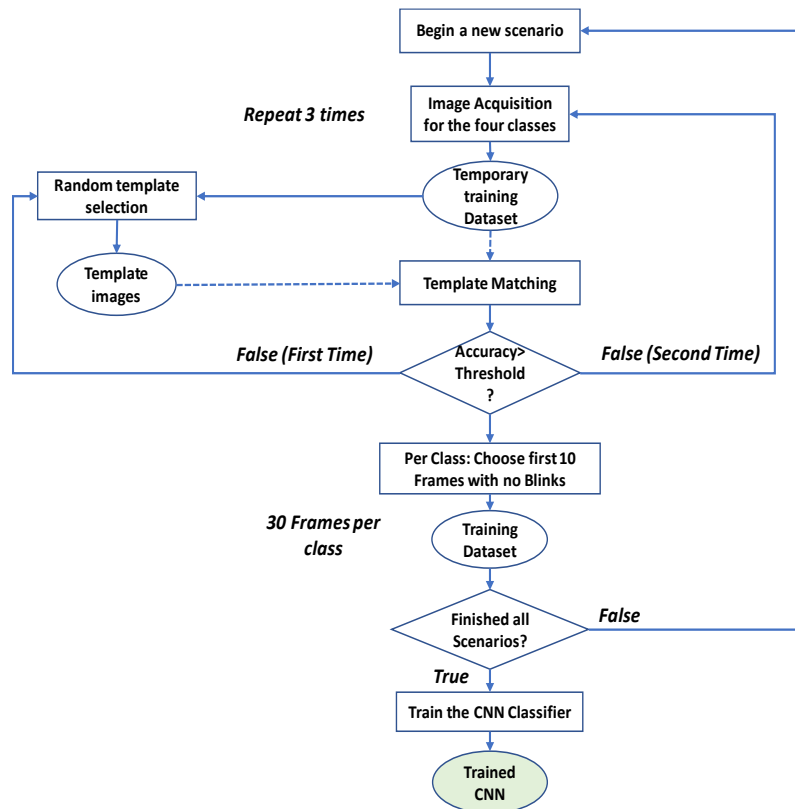 Begin a new scenario
Repeat 3 times
Image Acquisition
for the four classes
Random template
selection
Temporary
training
Dataset
Template
images
Template Matching
False (First Time)
Accuracy>
Threshold
?
False (Second Time)
Per Class: Choose first 10
Frames with no Blinks
30 Frames per
class
Training
Dataset
Finished all
Scenarios?
False
True
Train the CNN Classifier
Trained
CNN